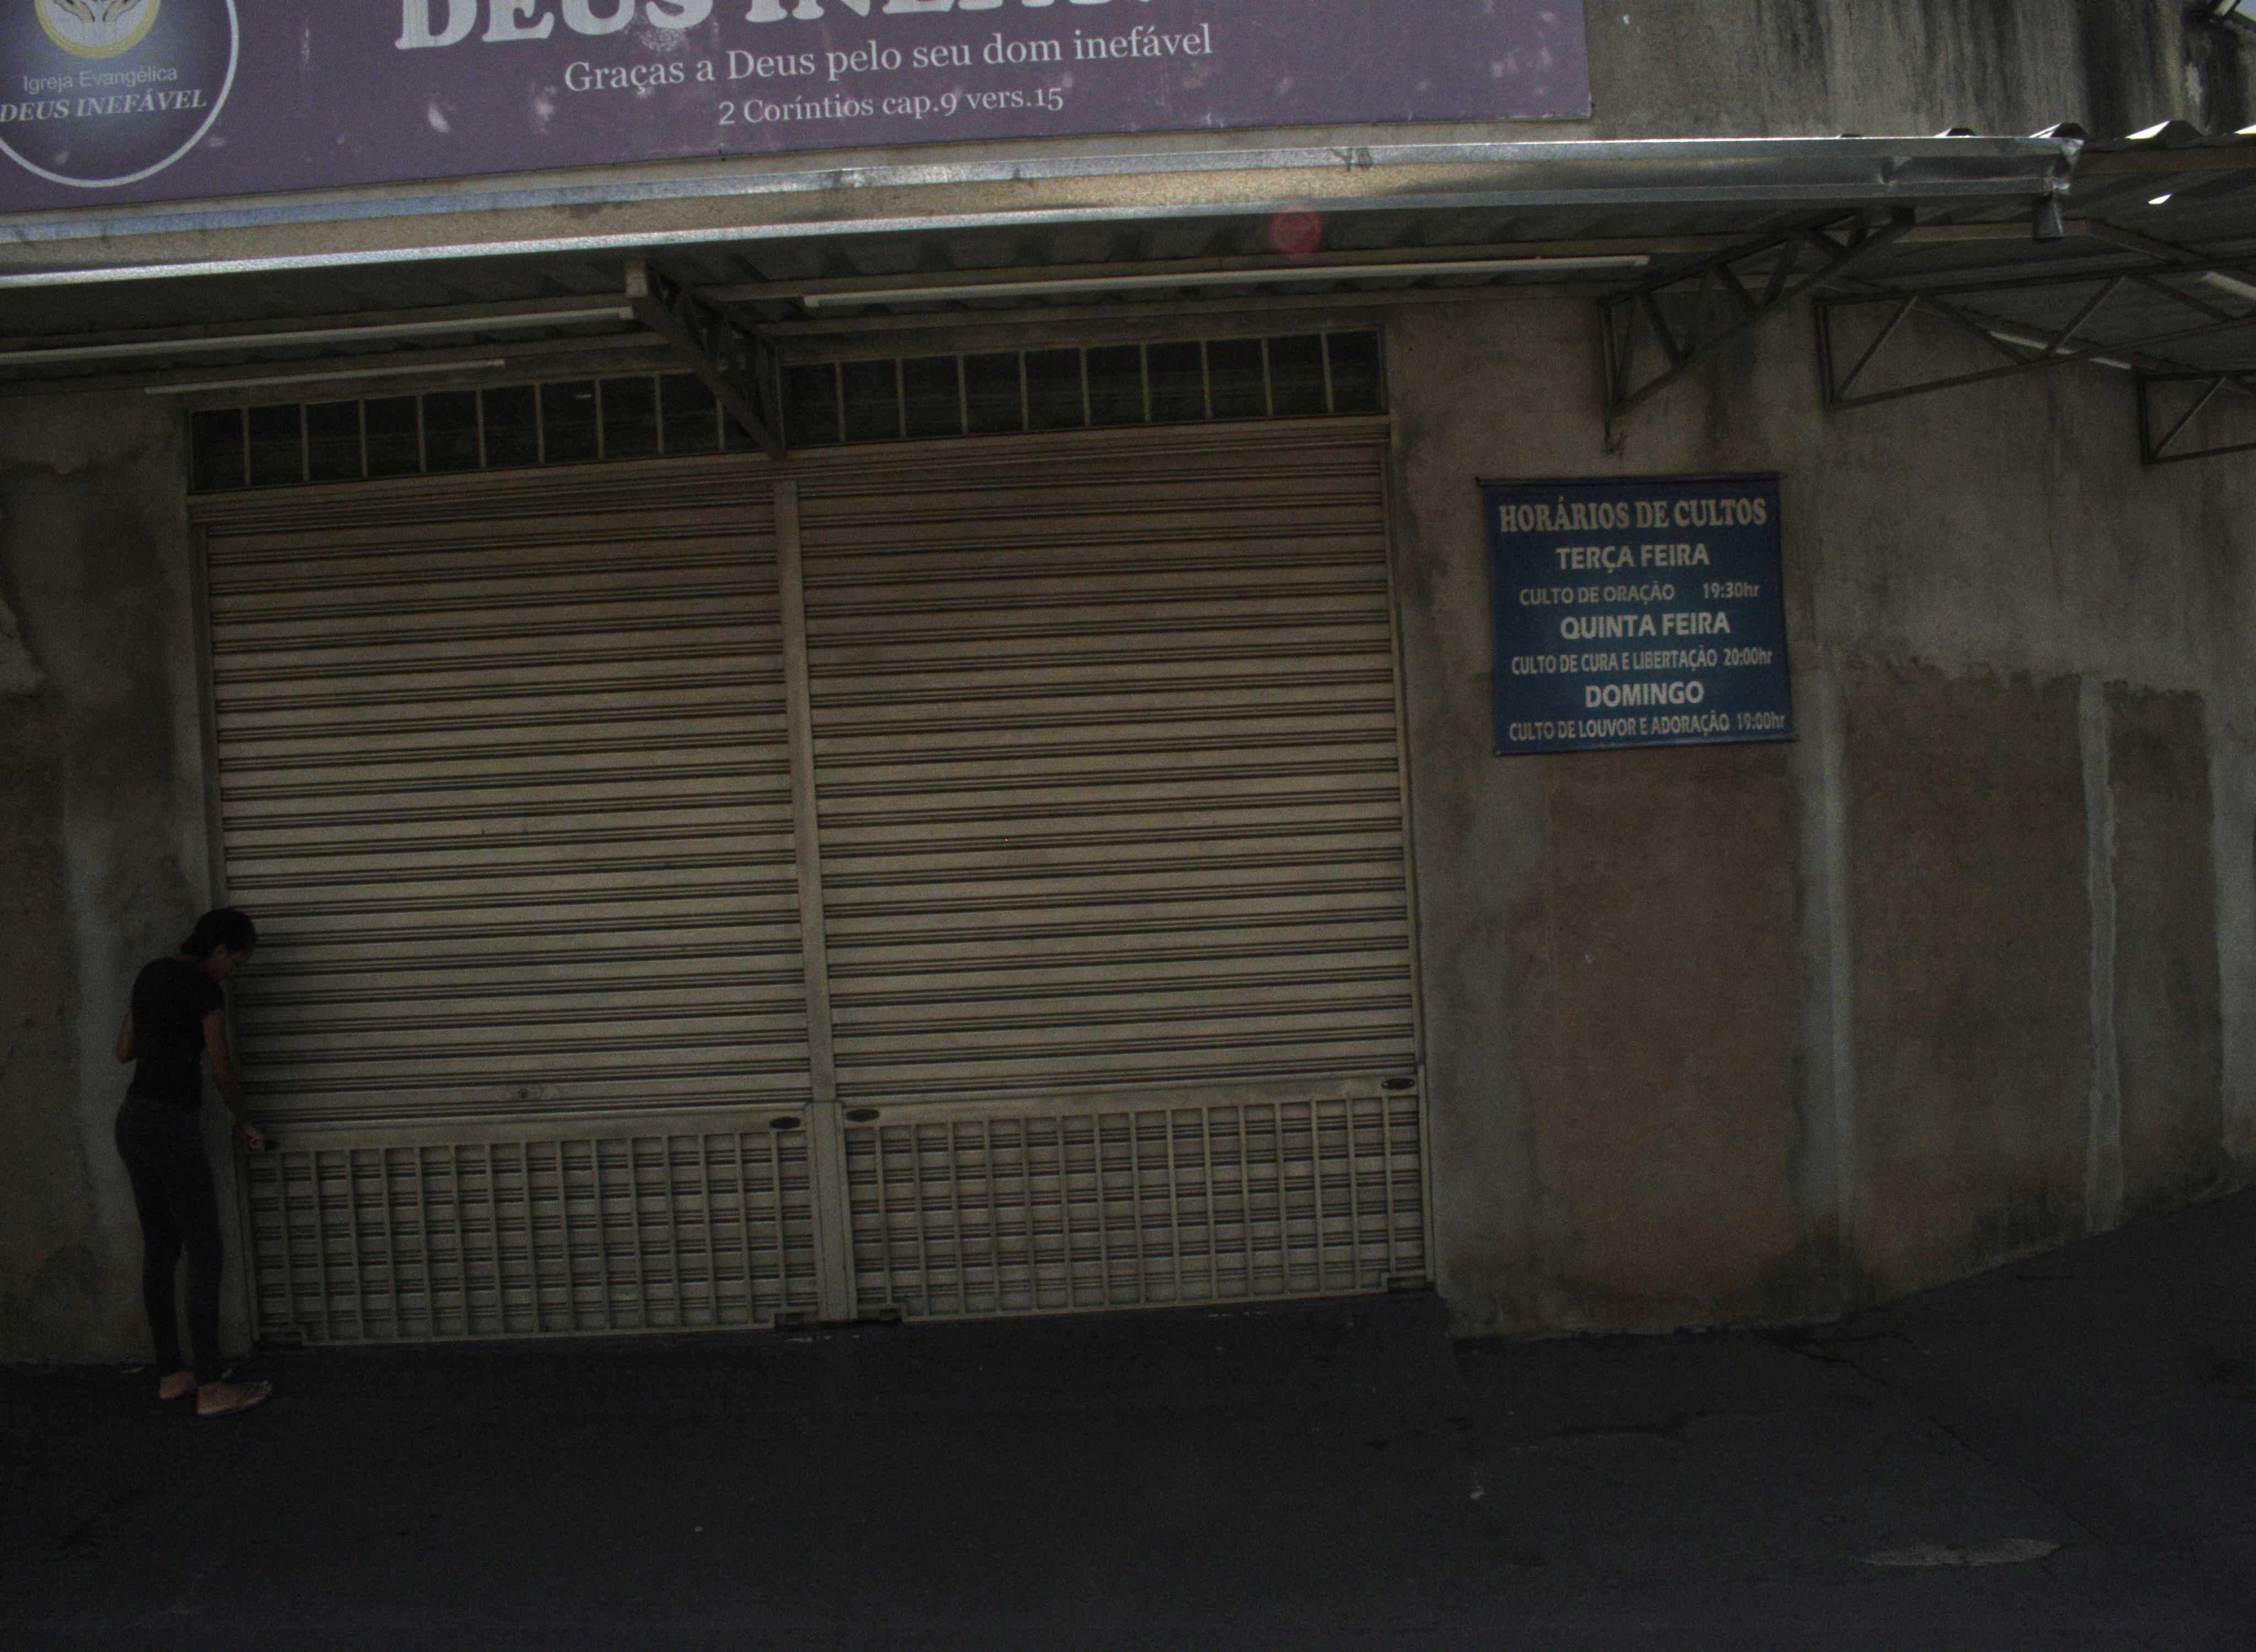 Igreja Evangélica
DEUS INEFÁVEL
DEUS
Graças a Deus pelo seu dom inefável
2 Coríntios cap.9 vers.15
HORÁRIOS DE CULTOS
TERÇA FEIRA
CULTO DE ORAÇÃO 19:30hr
QUINTA FEIRA
CULTO DE CURA E LIBERTAÇÃO 20:00hr
DOMINGO
CULTO DE LOUVOR E ADORAÇÃO 19:00hr